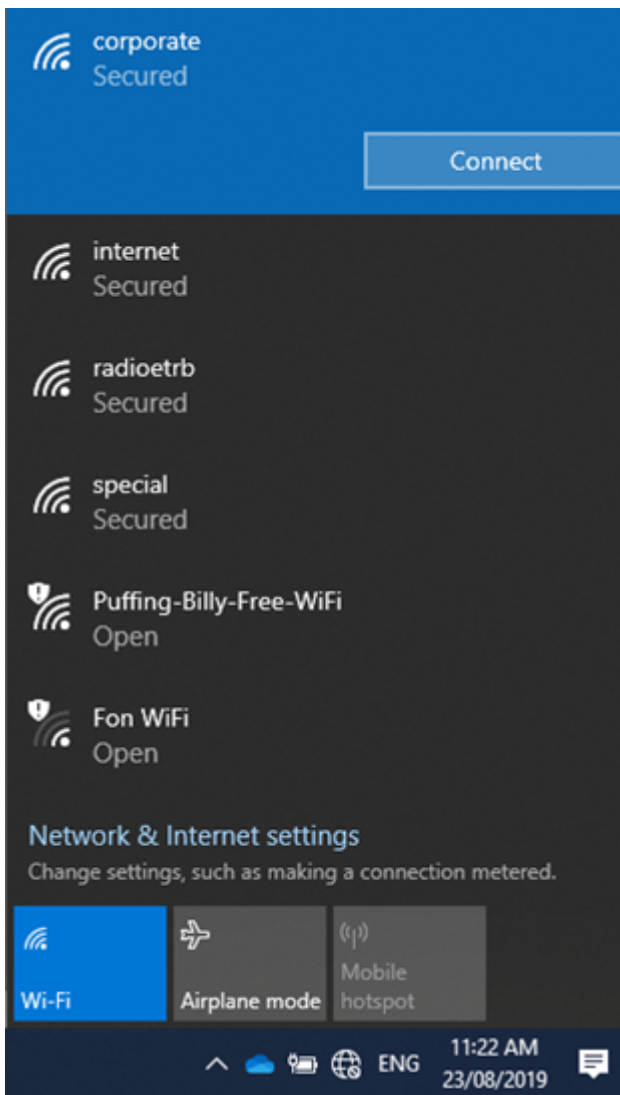 corporate
Secured
Connect
internet
Secured
radioetrb
Secured
special
Secured
Puffing-Billy-Free-WiFi
Open
Fon WiFi
Open
Network & Internet settings
Change settings, such as making a connection metered.
Wi-Fi
Airplane mode
Mobile
hotspot
ENG
11:22 AM
23/08/2019